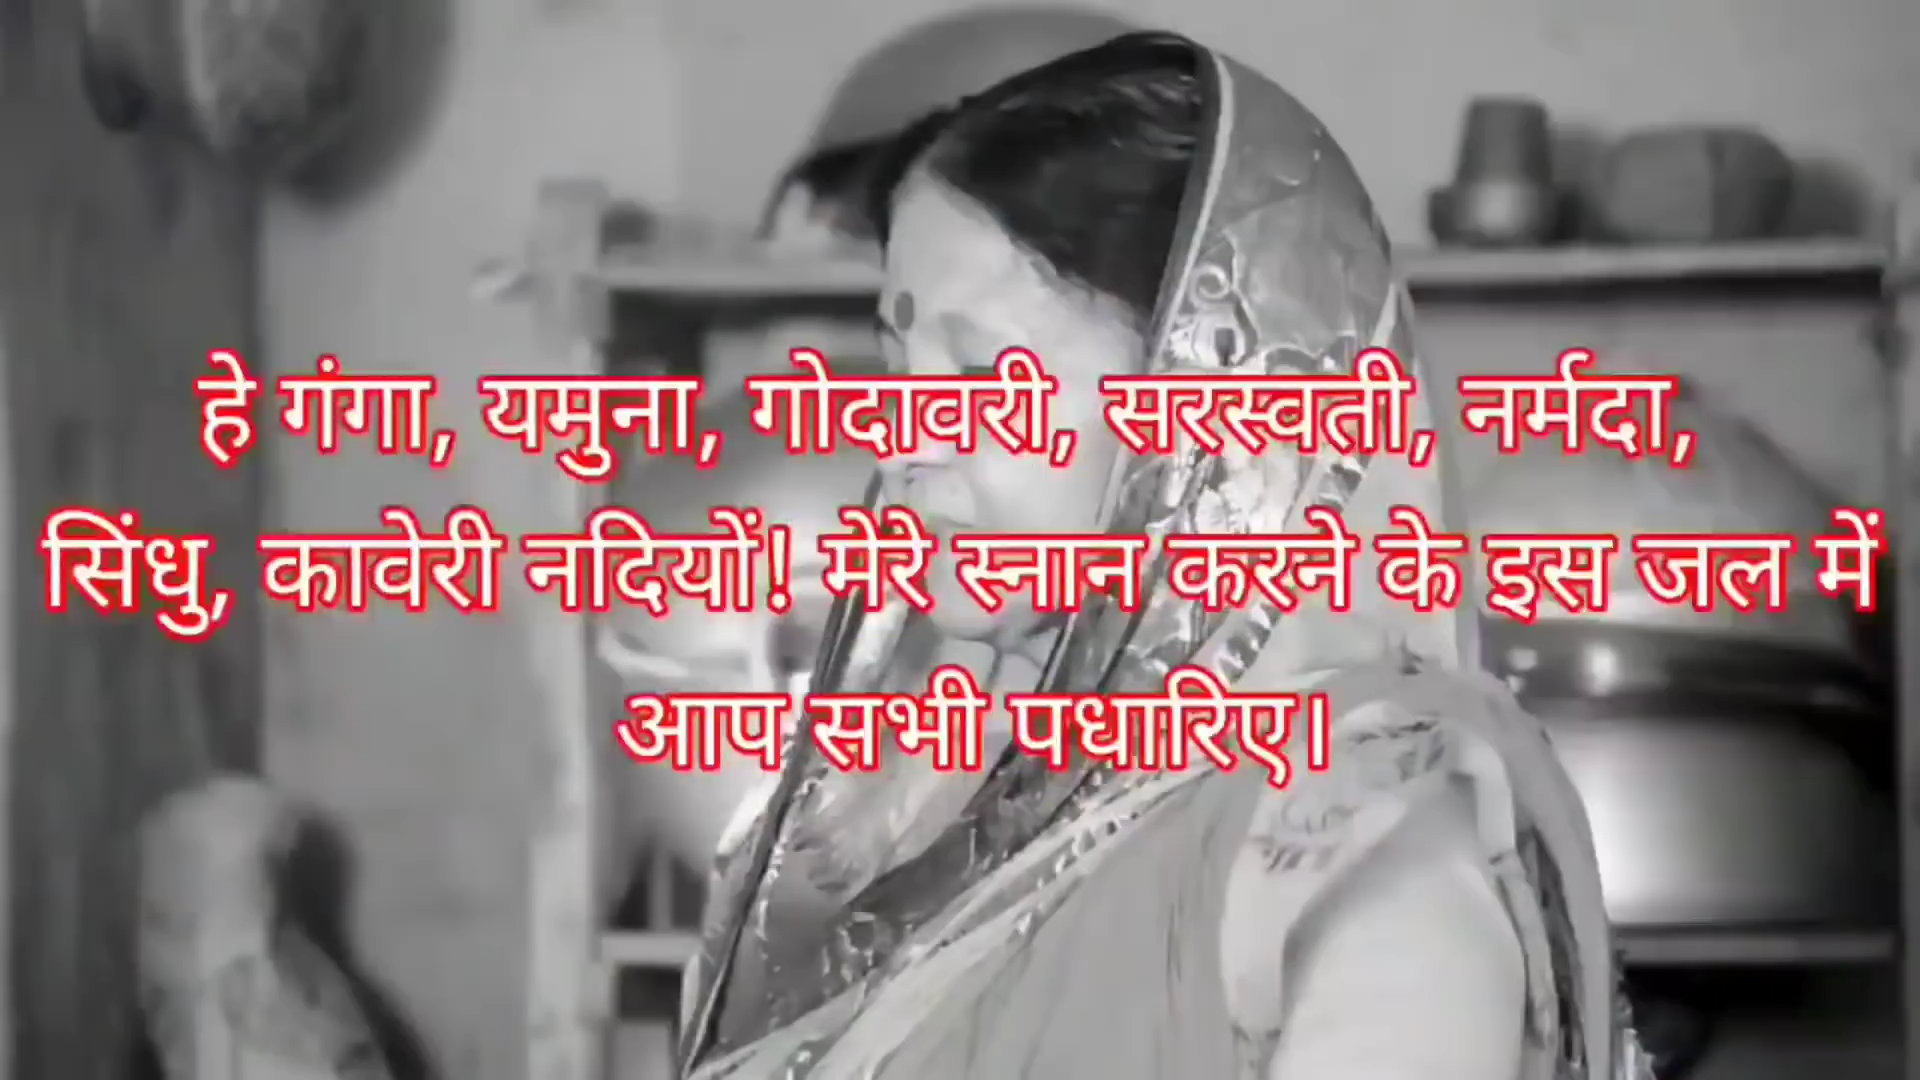 हे गंगा, यमुना, गोदावरी, सरस्वती, नर्मदा,
सिंधु, कावेरी नदियों! मेरे स्नान करने के इस जल में
आप सभी पधारिए।